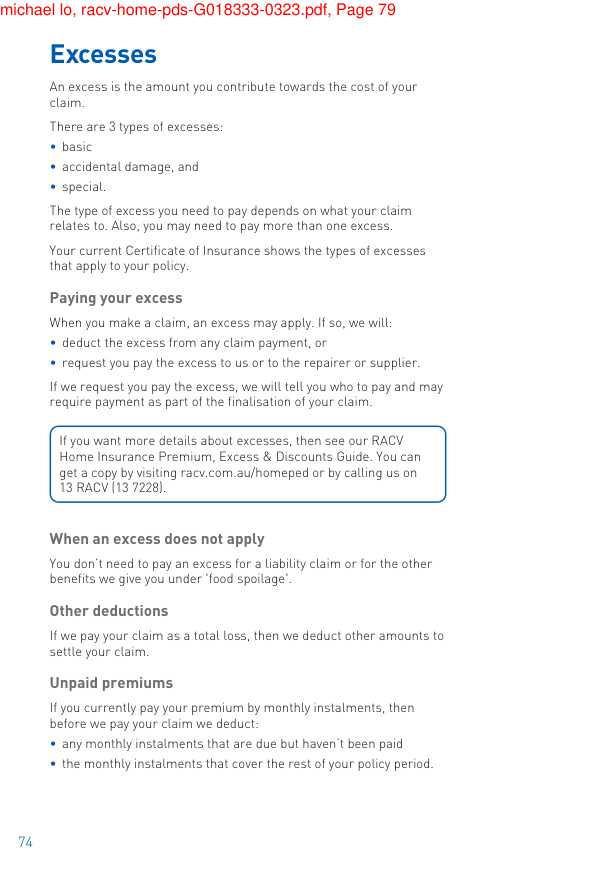 michael lo, racv-home-pds-G018333-0323.pdf, Page 79
Excesses
An excess is the amount you contribute towards the cost of your
claim.
There are 3 types of excesses:
• basic
• accidental damage, and
• special.
The type of excess you need to pay depends on what your claim
relates to. Also, you may need to pay more than one excess.
Your current Certificate of Insurance shows the types of excesses
that apply to your policy.
Paying your excess
When you make a claim, an excess may apply. If so, we will:
• deduct the excess from any claim payment, or
• request you pay the excess to us or to the repairer or supplier.
If we request you pay the excess, we will tell you who to pay and may
require payment as part of the finalisation of your claim.
If you want more details about excesses, then see our RACV
Home Insurance Premium, Excess & Discounts Guide. You can
get a copy by visiting racv.com.au/homeped or by calling us on
13 RACV (13 7228).
When an excess does not apply
You don't need to pay an excess for a liability claim or for the other
benefits we give you under 'food spoilage'.
Other deductions
If we pay your claim as a total loss, then we deduct other amounts to
settle your claim.
Unpaid premiums
If you currently pay your premium by monthly instalments, then
before we pay your claim we deduct:
• any monthly instalments that are due but haven't been paid
• the monthly instalments that cover the rest of your policy period.
74